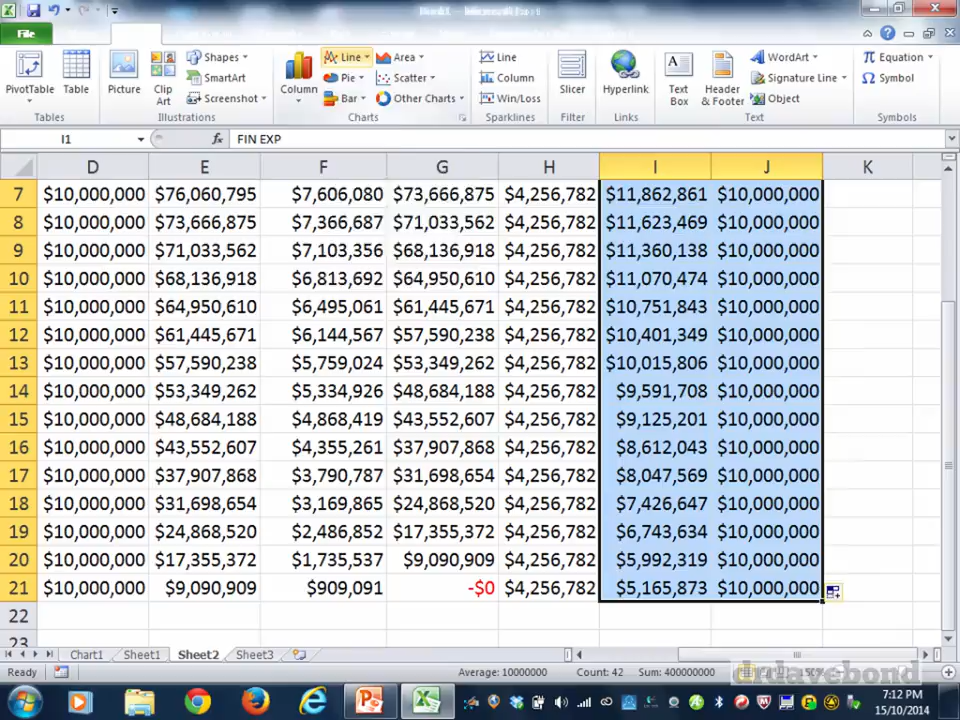 File
PivotTable
Table
Tables
Picture
Clip Art
Shapes
SmartArt
Screenshot
Illustrations
Column
Line
Pie
Bar
Area
Scatter
Other Charts
Charts
Line
Column
Win/Loss
Sparklines
Slicer
Filter
Hyperlink
Links
Text Box
Header & Footer
WordArt
Signature Line
Object
Text
Equation
Symbol
Symbols
I1 fx FIN EXP
D E F G H I J K
7 $10,000,000 $76,060,795 $7,606,080 $73,666,875 $4,256,782 $11,862,861 $10,000,000
8 $10,000,000 $73,666,875 $7,366,687 $71,033,562 $4,256,782 $11,623,469 $10,000,000
9 $10,000,000 $71,033,562 $7,103,356 $68,136,918 $4,256,782 $11,360,138 $10,000,000
10 $10,000,000 $68,136,918 $6,813,692 $64,950,610 $4,256,782 $11,070,474 $10,000,000
11 $10,000,000 $64,950,610 $6,495,061 $61,445,671 $4,256,782 $10,751,843 $10,000,000
12 $10,000,000 $61,445,671 $6,144,567 $57,590,238 $4,256,782 $10,401,349 $10,000,000
13 $10,000,000 $57,590,238 $5,759,024 $53,349,262 $4,256,782 $10,015,806 $10,000,000
14 $10,000,000 $53,349,262 $5,334,926 $48,684,188 $4,256,782 $9,591,708 $10,000,000
15 $10,000,000 $48,684,188 $4,868,419 $43,552,607 $4,256,782 $9,125,201 $10,000,000
16 $10,000,000 $43,552,607 $4,355,261 $37,907,868 $4,256,782 $8,612,043 $10,000,000
17 $10,000,000 $37,907,868 $3,790,787 $31,698,654 $4,256,782 $8,047,569 $10,000,000
18 $10,000,000 $31,698,654 $3,169,865 $24,868,520 $4,256,782 $7,426,647 $10,000,000
19 $10,000,000 $24,868,520 $2,486,852 $17,355,372 $4,256,782 $6,743,634 $10,000,000
20 $10,000,000 $17,355,372 $1,735,537 $9,090,909 $4,256,782 $5,992,319 $10,000,000
21 $10,000,000 $9,090,909 $909,091 -$0 $4,256,782 $5,165,873 $10,000,000
22
23
Chart1 Sheet1 Sheet2 Sheet3
Ready Average: 10000000 Count: 42 Sum: 400000000
7:12 PM
15/10/2014